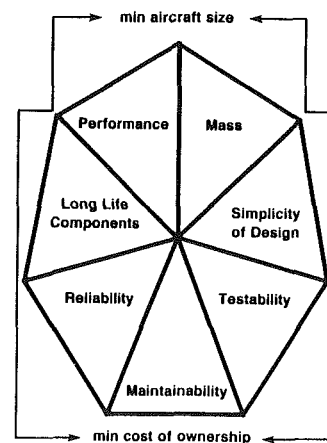 min aircraft size
Performance
Mass
Long Life
Components
Simplicity
of Design
Reliability
Testability
Maintainability
min cost of ownership